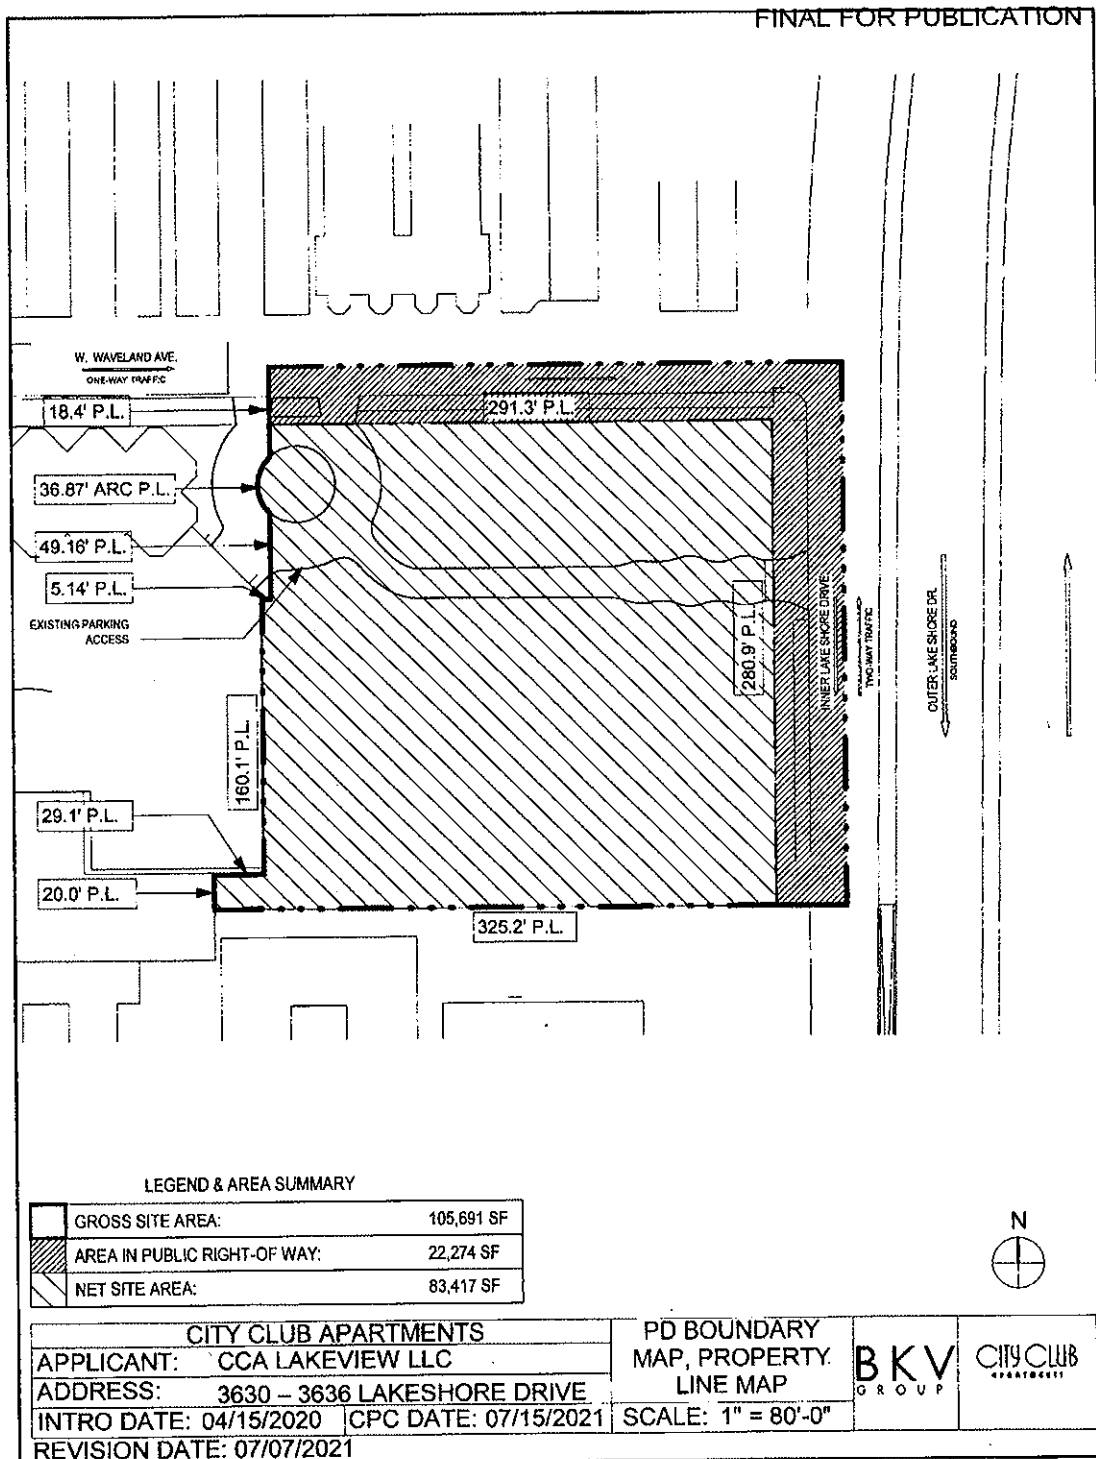 FINAL FOR PUBLICATION
W. WAVELAND AVE.
ONE-WAY TRAFFIC
18.4' P.L.
291.3' P.L.
36.87' ARC P.L.
49.16' P.L.
5.14' P.L.
EXISTING PARKING
ACCESS
280.9' P.L.
INNER LAKE SHORE DRIVE
TWO-WAY TRAFFIC
OUTER LAKE SHORE DR.
SOUTHBOUND
160.1' P.L.
29.1' P.L.
20.0' P.L.
325.2' P.L.
LEGEND & AREA SUMMARY
GROSS SITE AREA: 105,691 SF
AREA IN PUBLIC RIGHT-OF WAY: 22,274 SF
NET SITE AREA: 83,417 SF
N
CITY CLUB APARTMENTS
APPLICANT: CCA LAKEVIEW LLC
ADDRESS: 3630 – 3636 LAKESHORE DRIVE
INTRO DATE: 04/15/2020 CPC DATE: 07/15/2021
REVISION DATE: 07/07/2021
PD BOUNDARY
MAP, PROPERTY
LINE MAP
SCALE: 1" = 80'-0"
BKV
GROUP
CITY CLUB
APARTMENTS